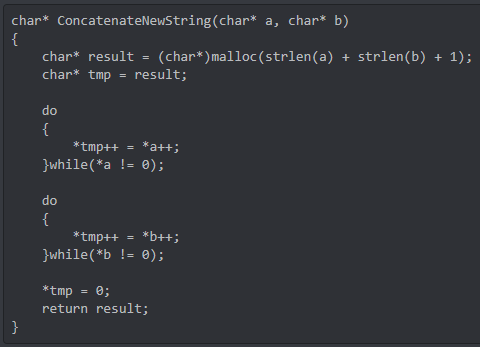 char* ConcatenateNewString(char* a, char* b)
{
    char* result = (char*)malloc(strlen(a) + strlen(b) + 1);
    char* tmp = result;

    do
    {
        *tmp++ = *a++;
    }while(*a != 0);

    do
    {
        *tmp++ = *b++;
    }while(*b != 0);

    *tmp = 0;
    return result;
}